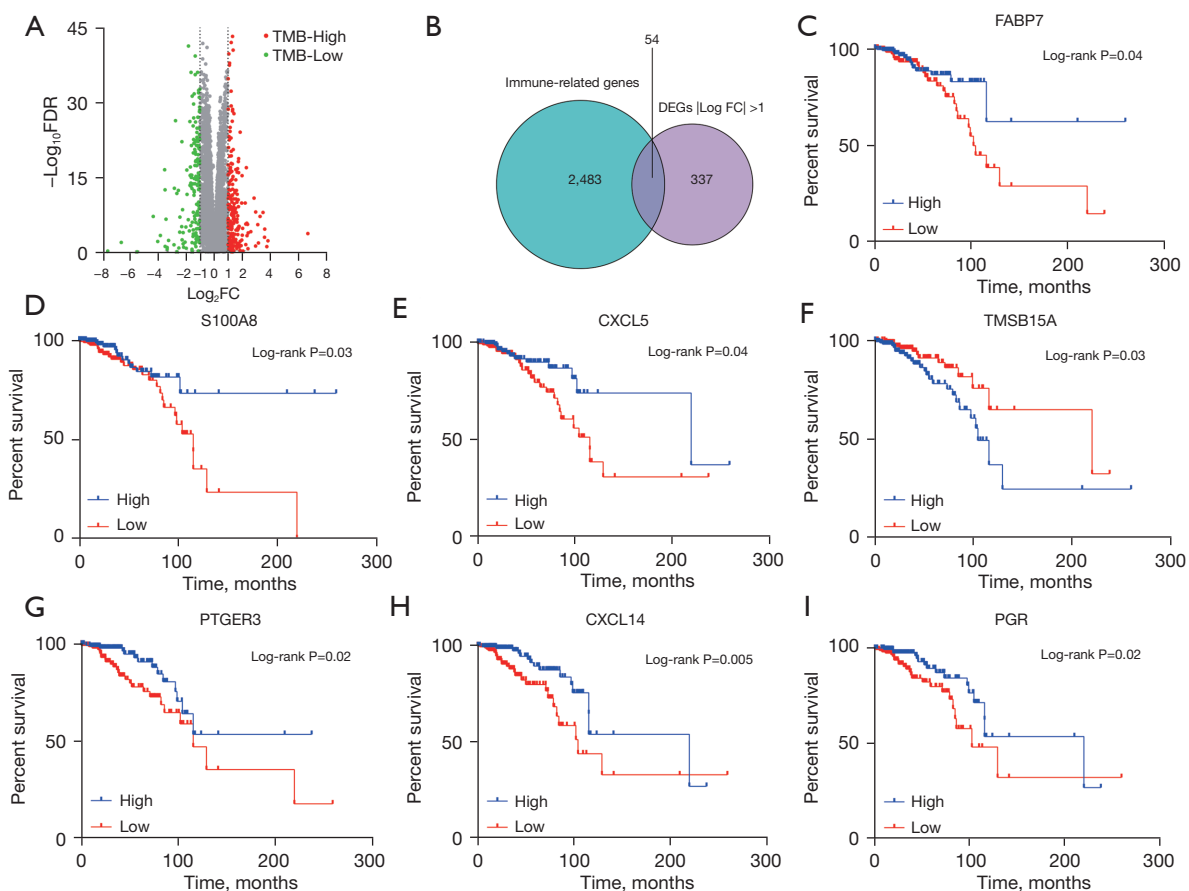 A
45
30
15
0
−Log10FDR
TMB-High
TMB-Low
−8 −6 −4 −2 −1 0 1 2 4 6 8
Log2FC
B
54
Immune-related genes
DEGs |Log FC| >1
2,483
337
C
FABP7
Log-rank P=0.04
Percent survival
100
50
0
High
Low
0 100 200 300
Time, months
D
S100A8
Log-rank P=0.03
Percent survival
100
50
0
High
Low
0 100 200 300
Time, months
E
CXCL5
Log-rank P=0.04
Percent survival
100
50
0
High
Low
0 100 200 300
Time, months
F
TMSB15A
Log-rank P=0.03
Percent survival
100
50
0
High
Low
0 100 200 300
Time, months
G
PTGER3
Log-rank P=0.02
Percent survival
100
50
0
High
Low
0 100 200 300
Time, months
H
CXCL14
Log-rank P=0.005
Percent survival
100
50
0
High
Low
0 100 200 300
Time, months
I
PGR
Log-rank P=0.02
Percent survival
100
50
0
High
Low
0 100 200 300
Time, months